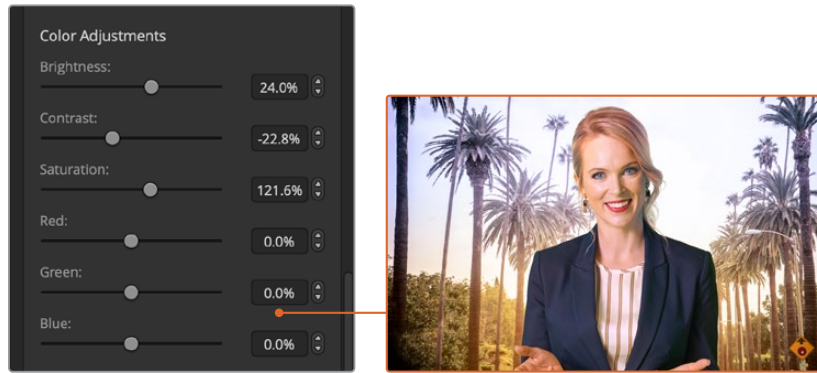 Color Adjustments
Brightness:
24.0%
Contrast:
-22.8%
Saturation:
121.6%
Red:
0.0%
Green:
0.0%
Blue:
0.0%